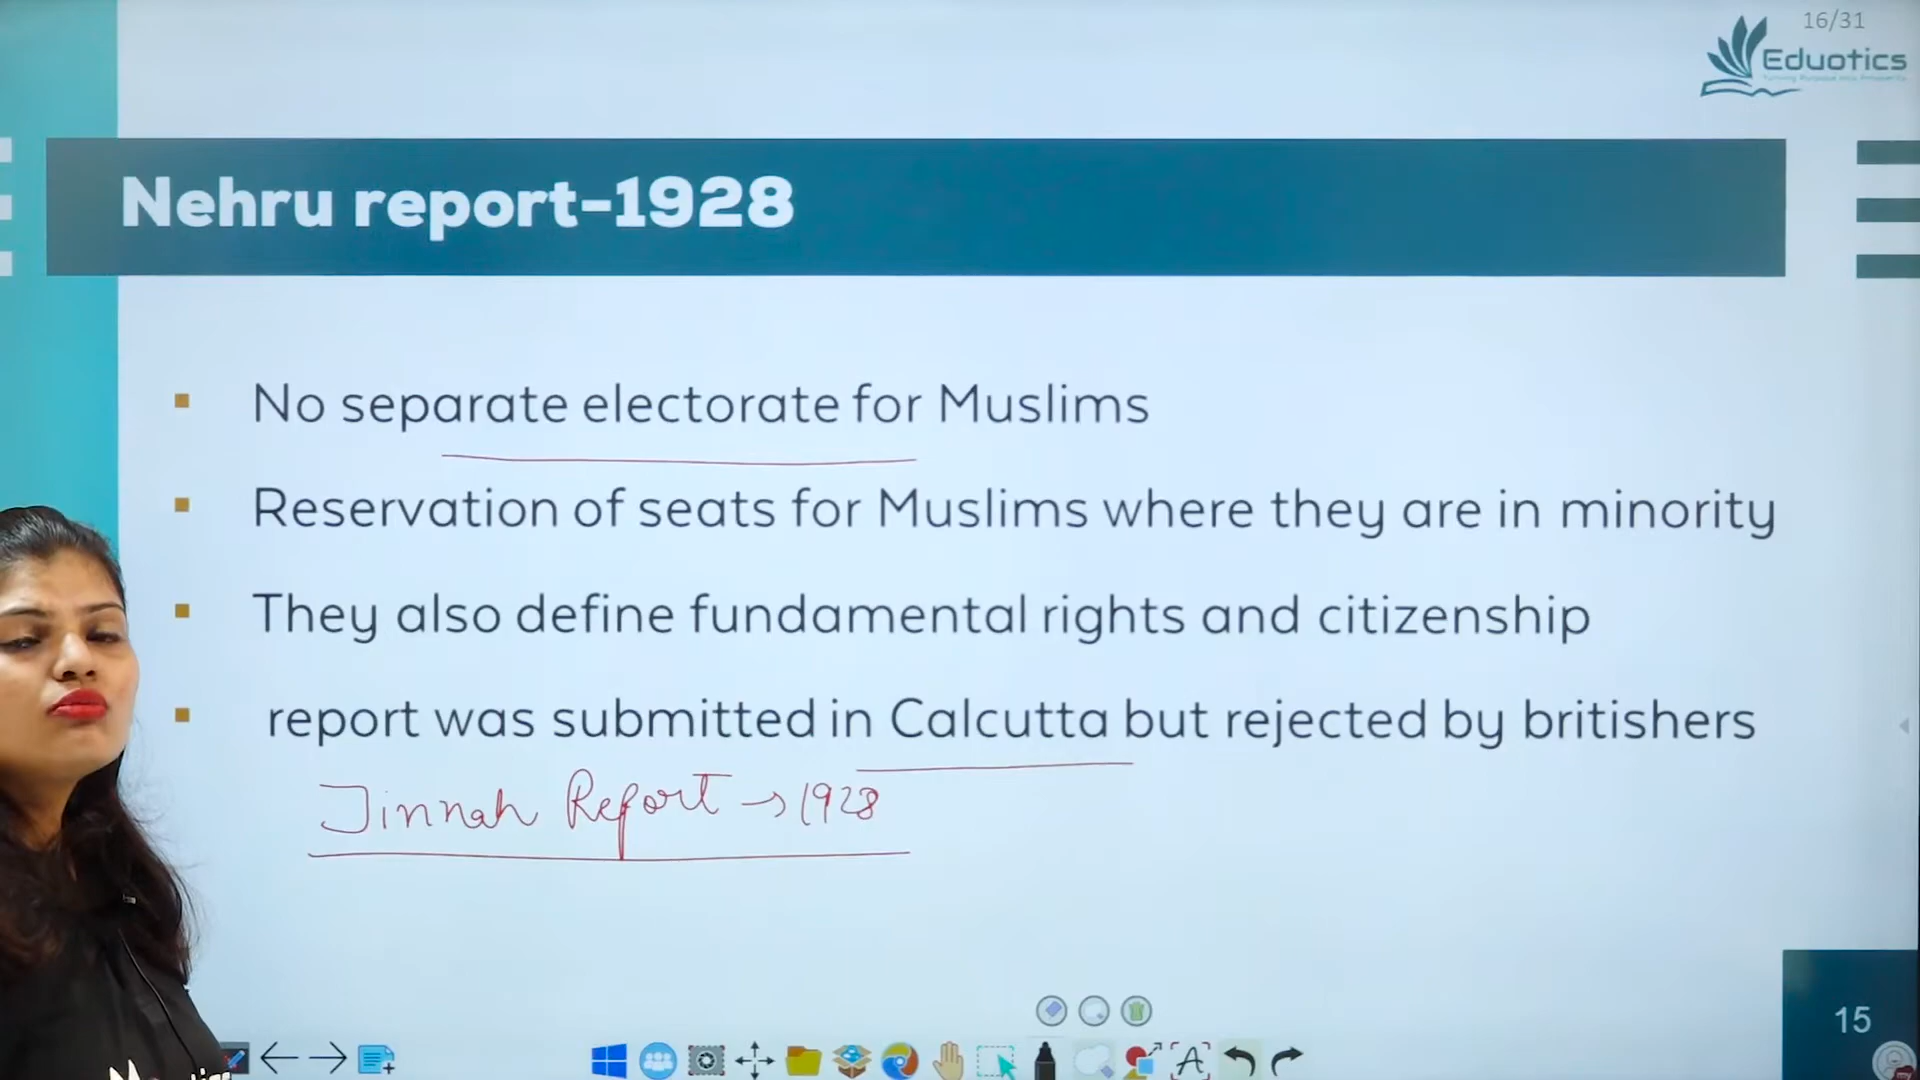 16/31
Eduotics
Nehru report-1928
No separate electorate for Muslims
Reservation of seats for Muslims where they are in minority
They also define fundamental rights and citizenship
report was submitted in Calcutta but rejected by britishers
Jinnah Report → 1928
15